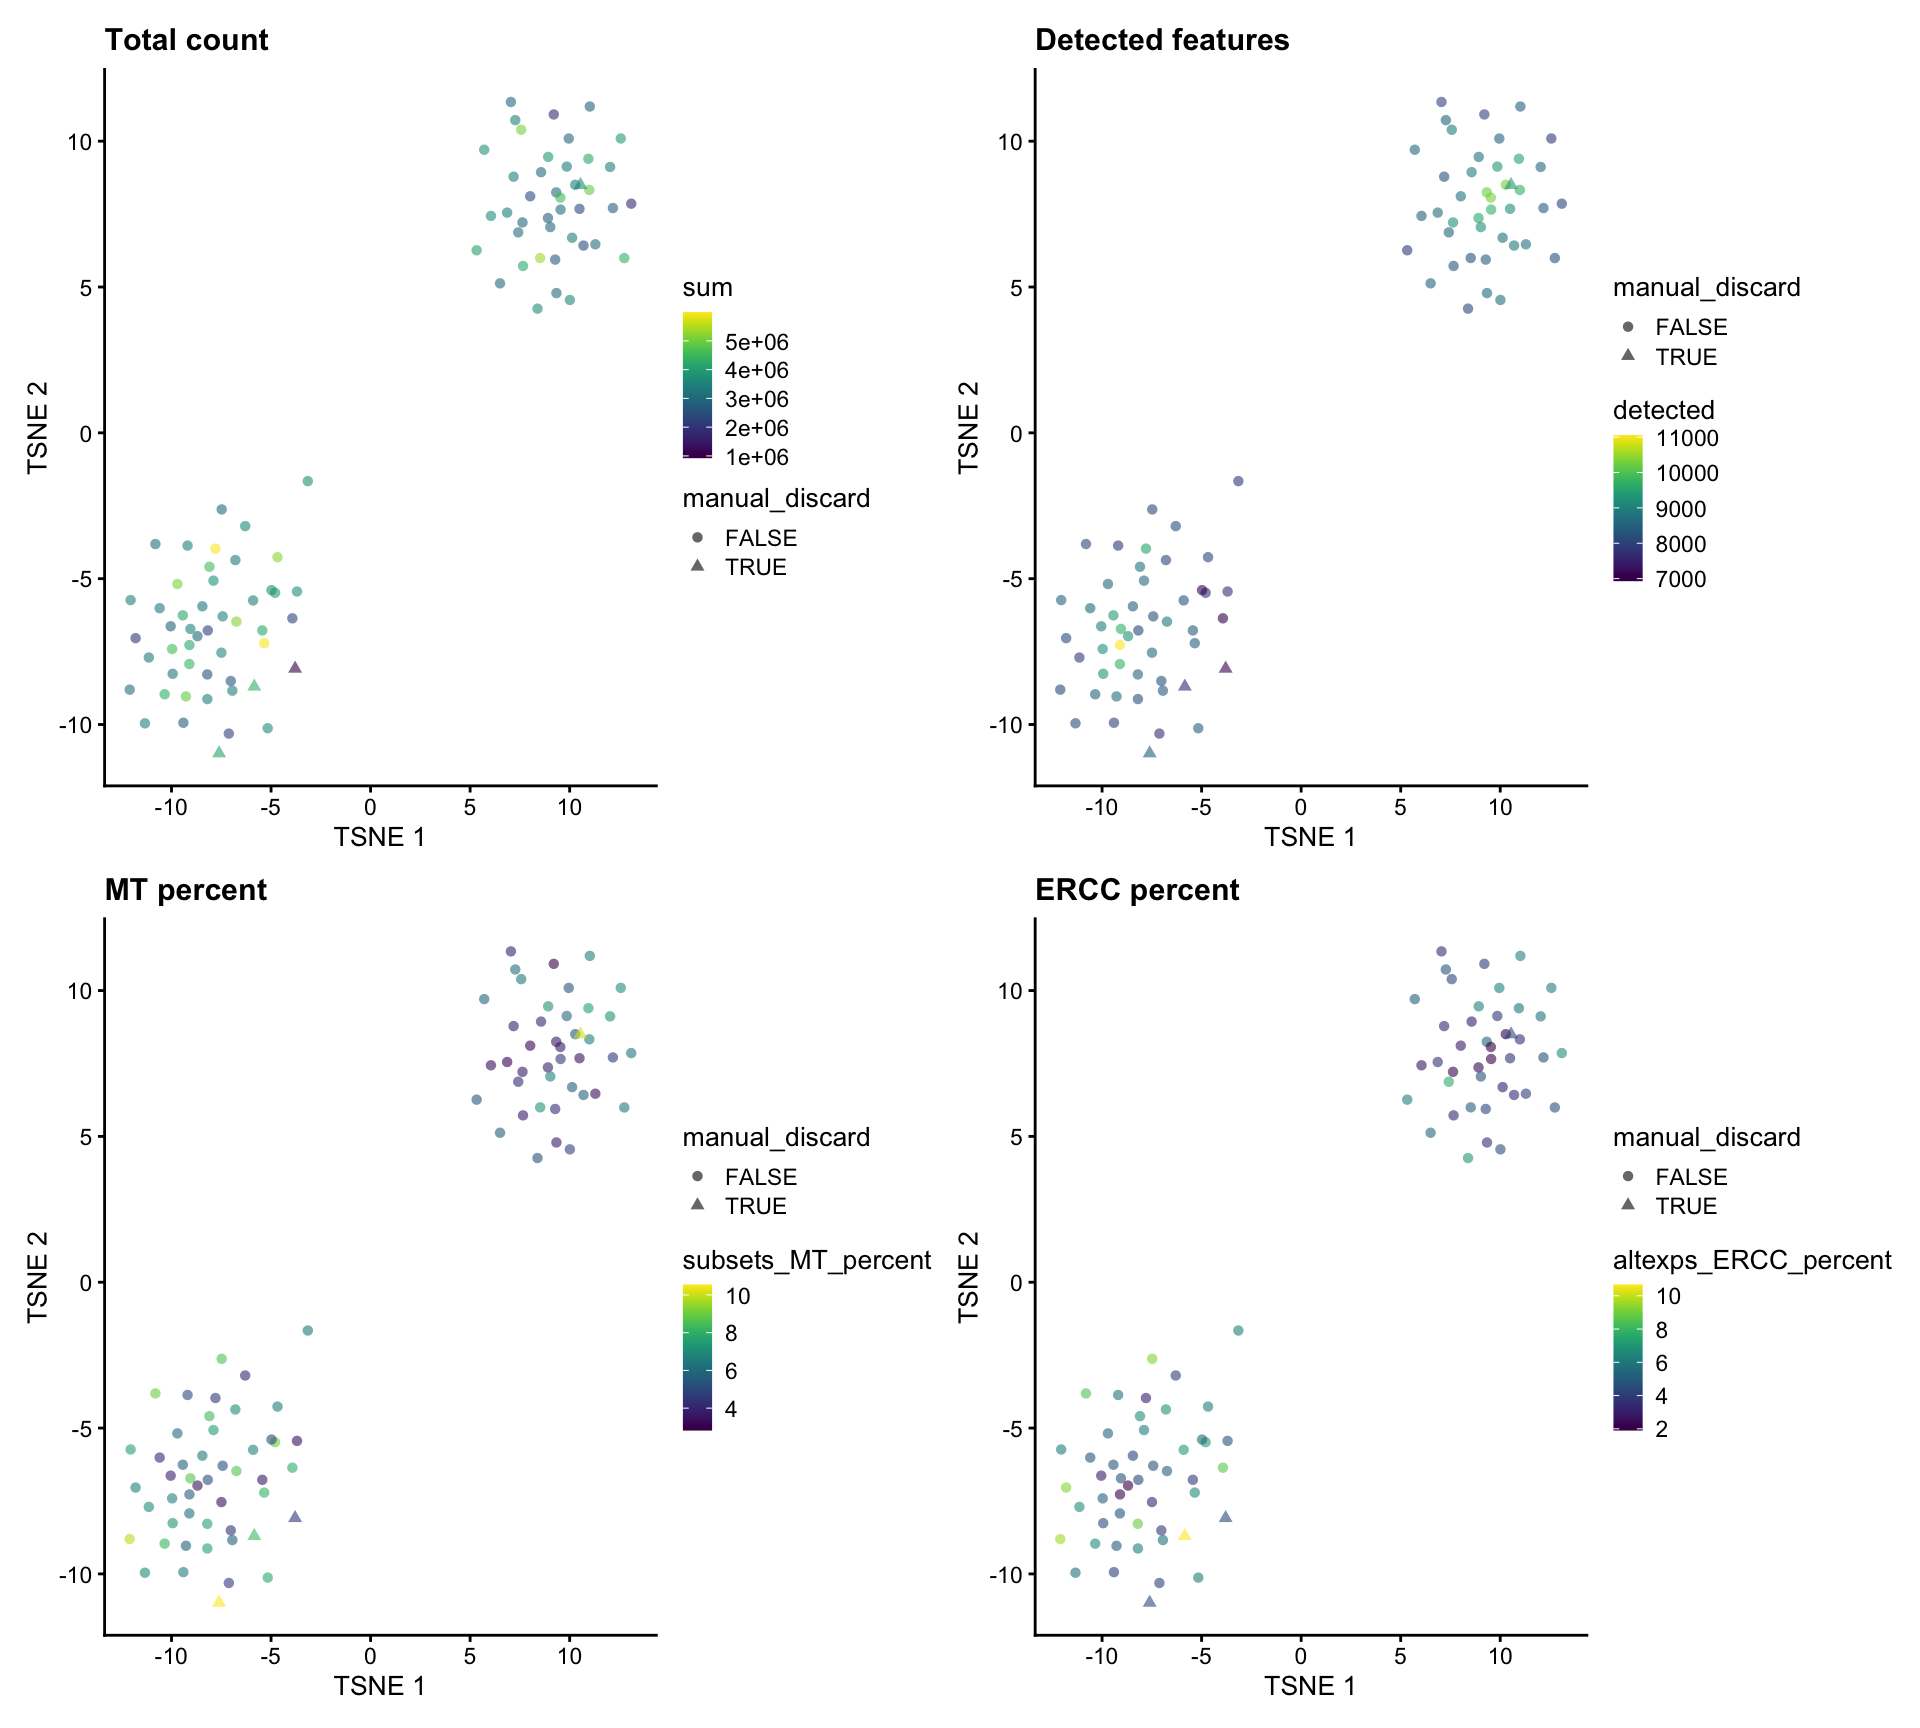 Total count
TSNE 2
10
5
0
-5
-10
-10
-5
0
5
10
TSNE 1
sum
5e+06
4e+06
3e+06
2e+06
1e+06
manual_discard
FALSE
TRUE
Detected features
TSNE 2
10
5
0
-5
-10
-10
-5
0
5
10
TSNE 1
manual_discard
FALSE
TRUE
detected
11000
10000
9000
8000
7000
MT percent
TSNE 2
10
5
0
-5
-10
-10
-5
0
5
10
TSNE 1
manual_discard
FALSE
TRUE
subsets_MT_percent
10
8
6
4
ERCC percent
TSNE 2
10
5
0
-5
-10
-10
-5
0
5
10
TSNE 1
manual_discard
FALSE
TRUE
altexps_ERCC_percent
10
8
6
4
2